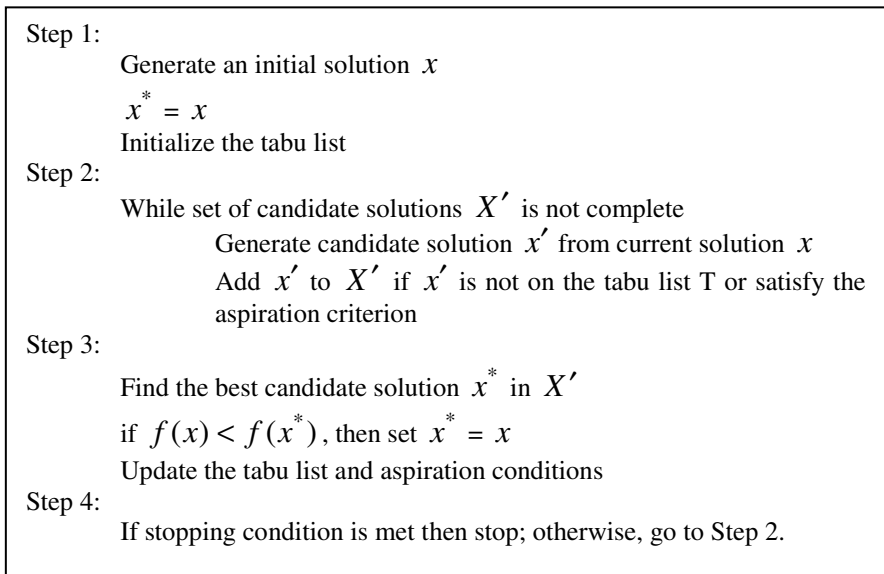 Step 1:
Generate an initial solution x
x* = x
Initialize the tabu list
Step 2:
While set of candidate solutions X′ is not complete
Generate candidate solution x′ from current solution x
Add x′ to X′ if x′ is not on the tabu list T or satisfy the
aspiration criterion
Step 3:
Find the best candidate solution x* in X′
if f(x) < f(x*), then set x* = x
Update the tabu list and aspiration conditions
Step 4:
If stopping condition is met then stop; otherwise, go to Step 2.